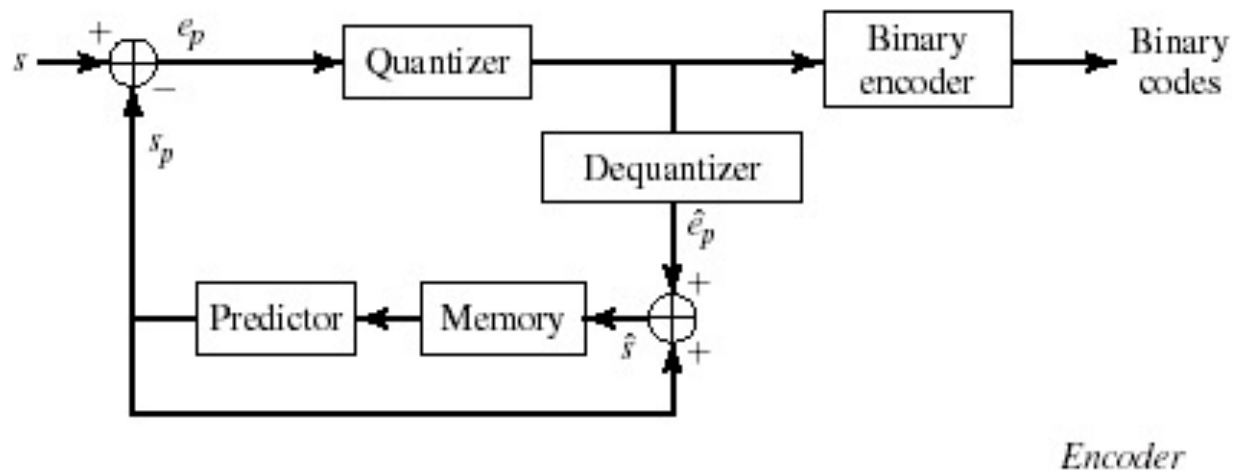 s
+
−
e_p
Quantizer
Binary
encoder
Binary
codes
s_p
Dequantizer
ê_p
Predictor
Memory
ŝ
+
+
Encoder